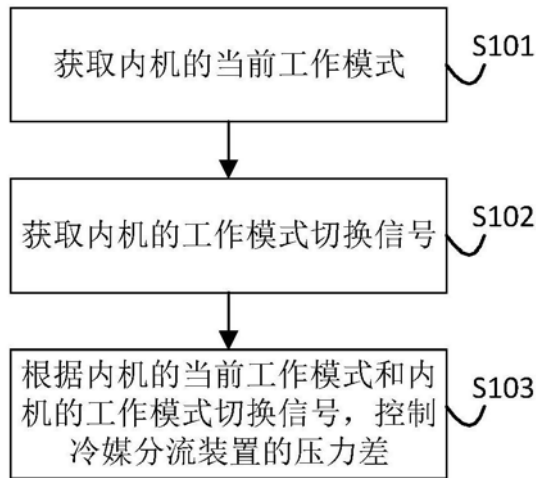 获取内机的当前工作模式
S101
获取内机的工作模式切换信号
S102
根据内机的当前工作模式和内
机的工作模式切换信号，控制
冷媒分流装置的压力差
S103